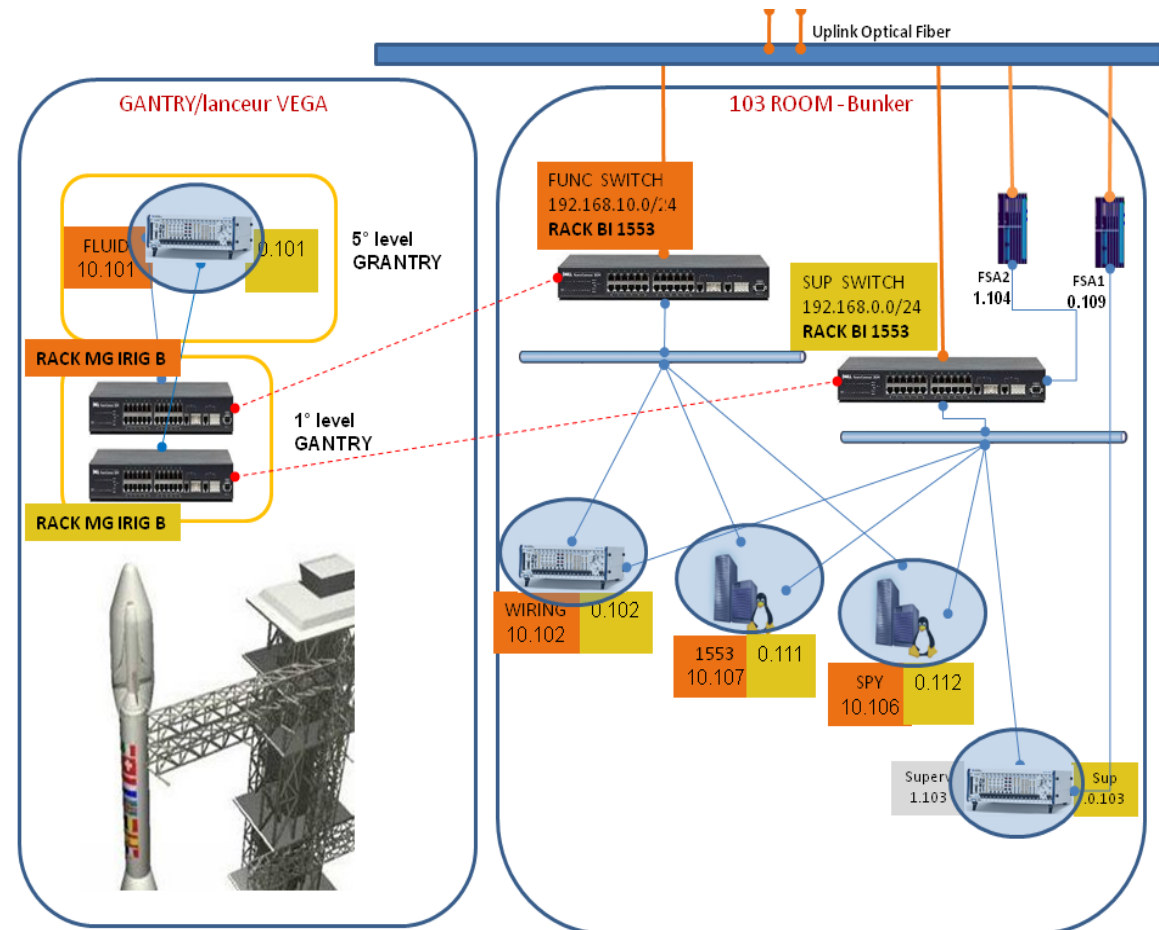 Uplink Optical Fiber
GANTRY/lanceur VEGA
FLUID
10.101
0.101
5° level
GRANTRY
RACK MG IRIG B
1° level
GANTRY
RACK MG IRIG B
103 ROOM - Bunker
FUNC SWITCH
192.168.10.0/24
RACK BI 1553
SUP SWITCH
192.168.0.0/24
RACK BI 1553
FSA2
1.104
FSA1
0.109
WIRING
10.102
0.102
1553
10.107
0.111
SPY
10.106
0.112
Superv
1.103
Sup
.0.103